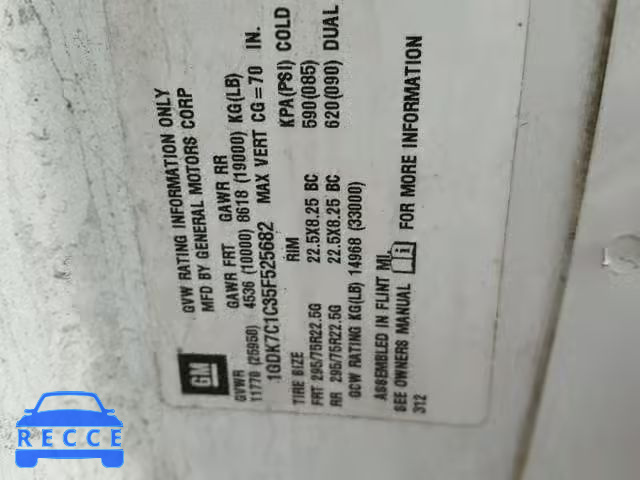 GVW RATING INFORMATION ONLY
MFD BY GENERAL MOTORS CORP
GM
GVWR GAWR FRT GAWR RR
11770 (25950) 4536 (10000) 8618 (19000) KG(LB)
1GDK7C1C35F525682 MAX VERT CG=70 IN.
TIRE SIZE RIM KPA(PSI) COLD
FRT 295/75R22.5G 22.5X8.25 BC 590(085)
RR 295/75R22.5G 22.5X8.25 BC 620(090) DUAL
GCW RATING KG(LB) 14968 (33000)
ASSEMBLED IN FLINT MI.
SEE OWNERS MANUAL FOR MORE INFORMATION
312
RECCE